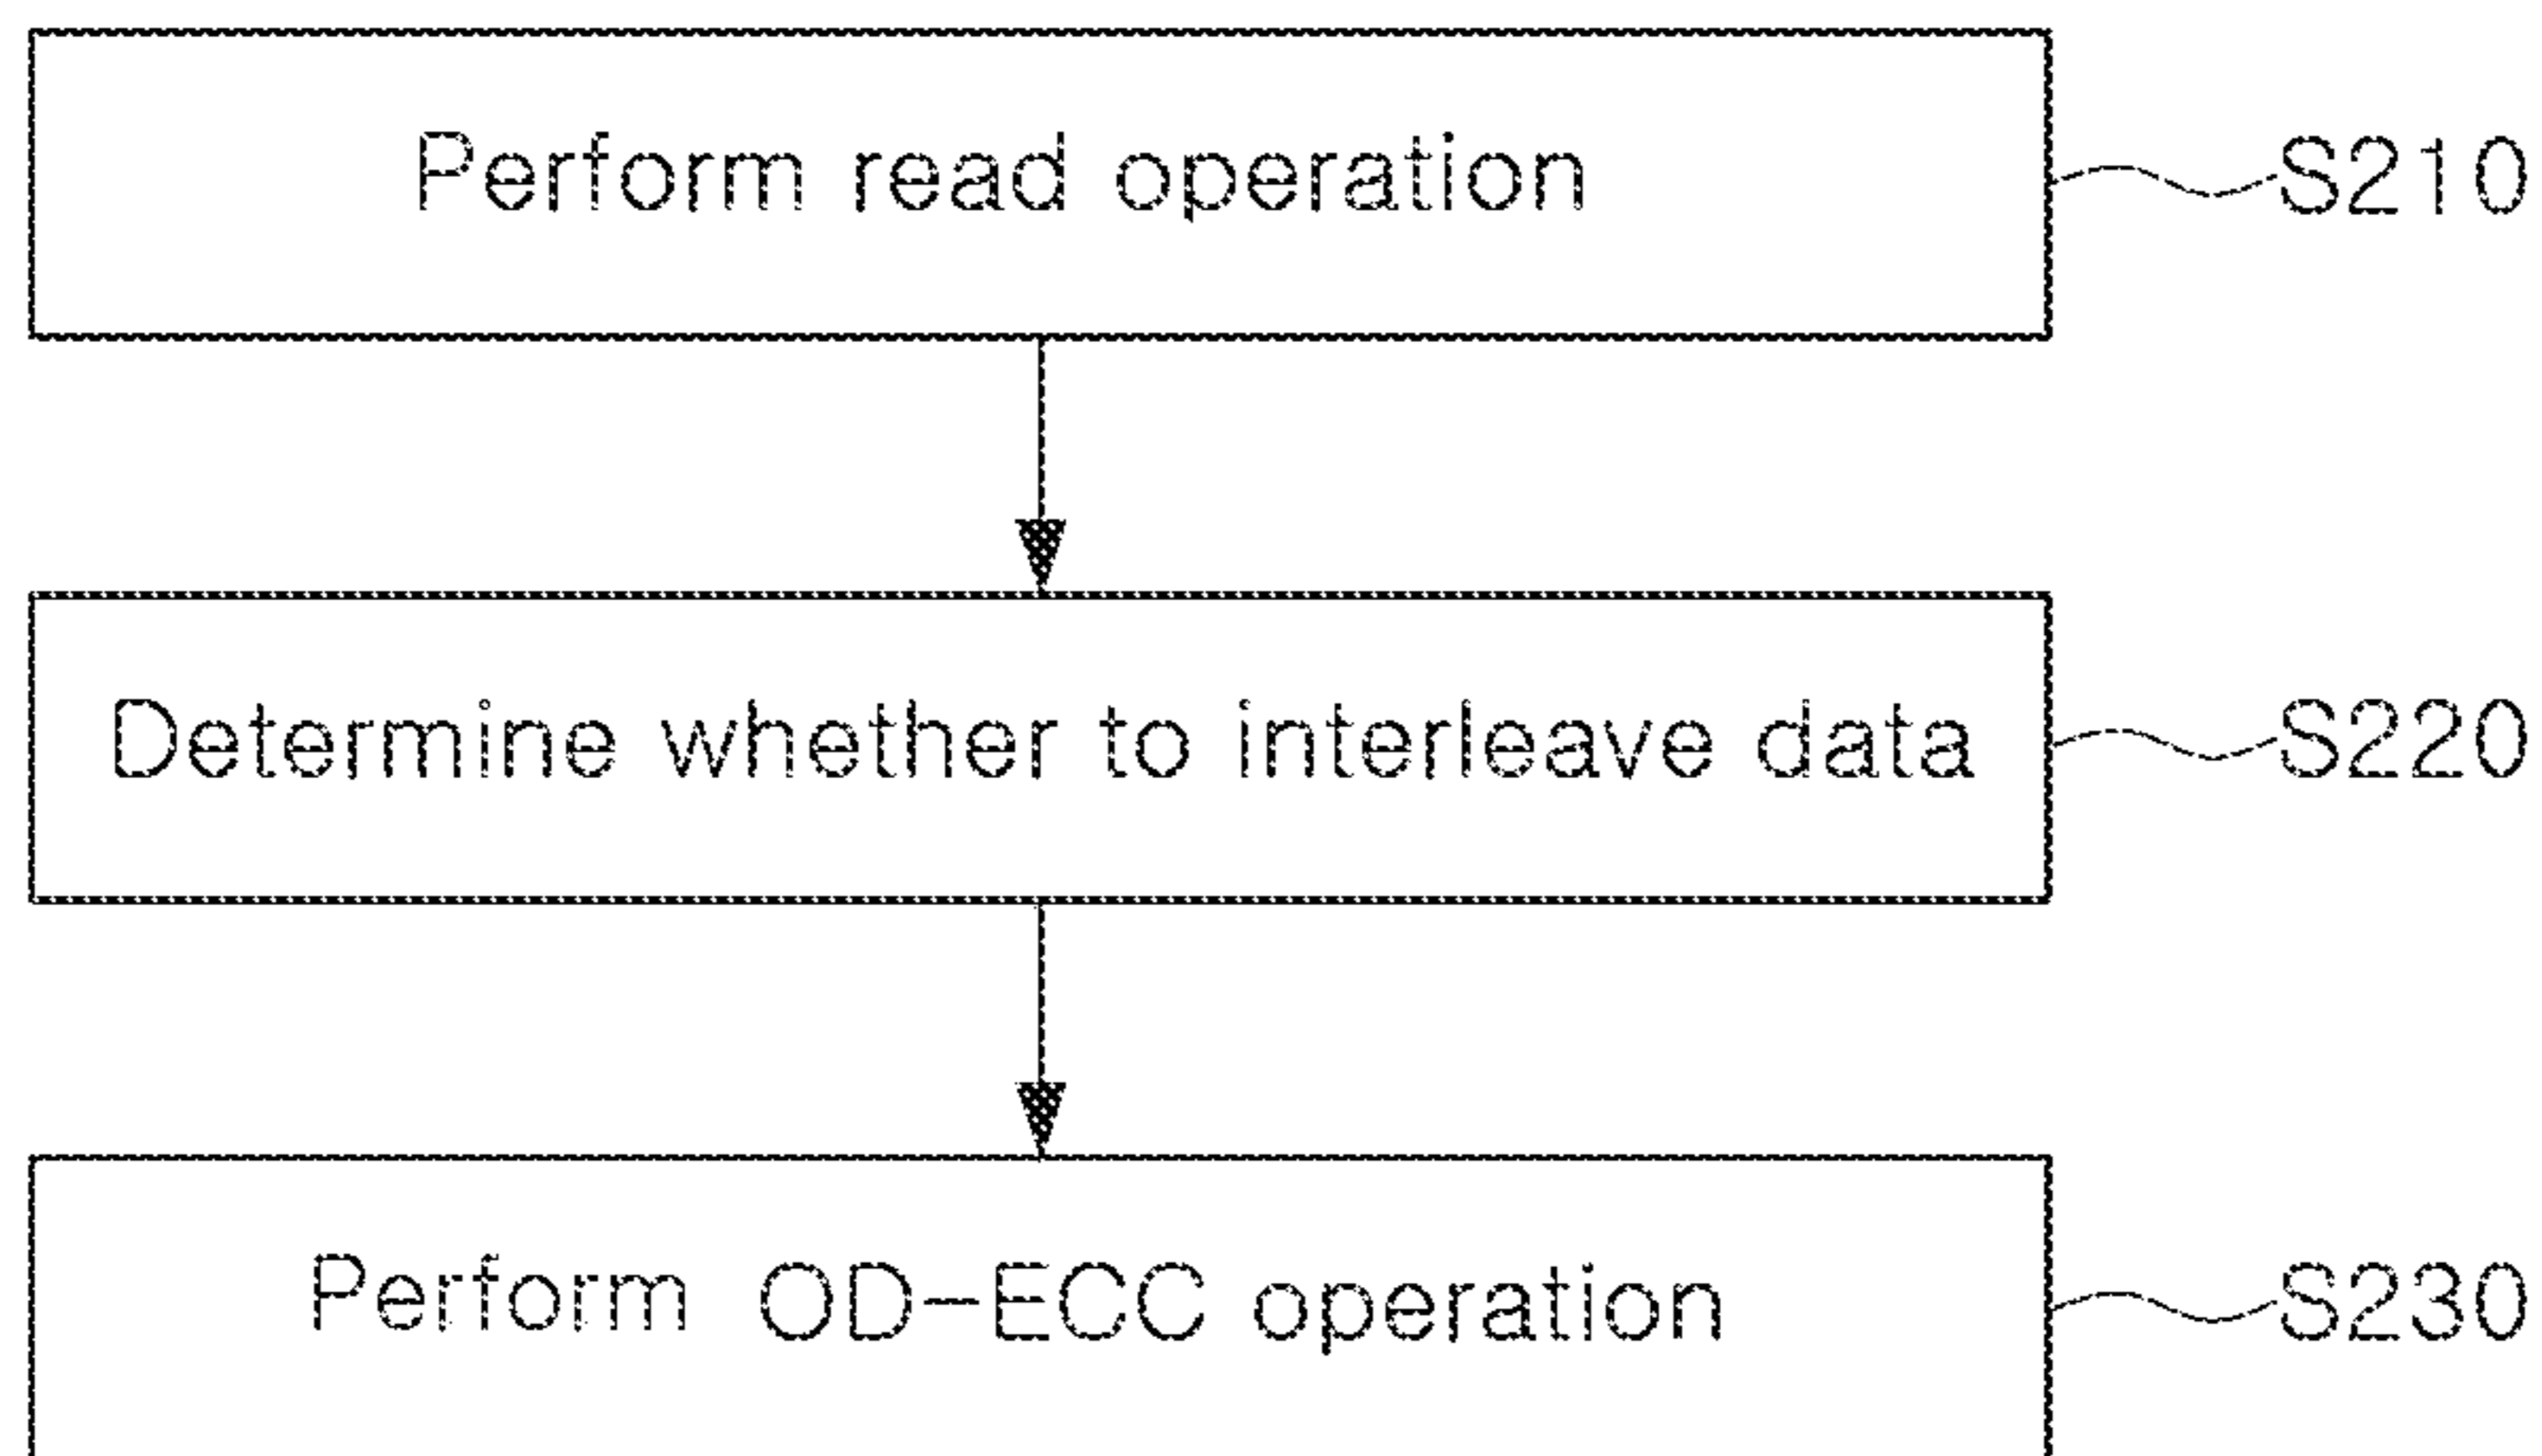 Perform read operation
S210
Determine whether to interleave data
S220
Perform OD-ECC operation
S230